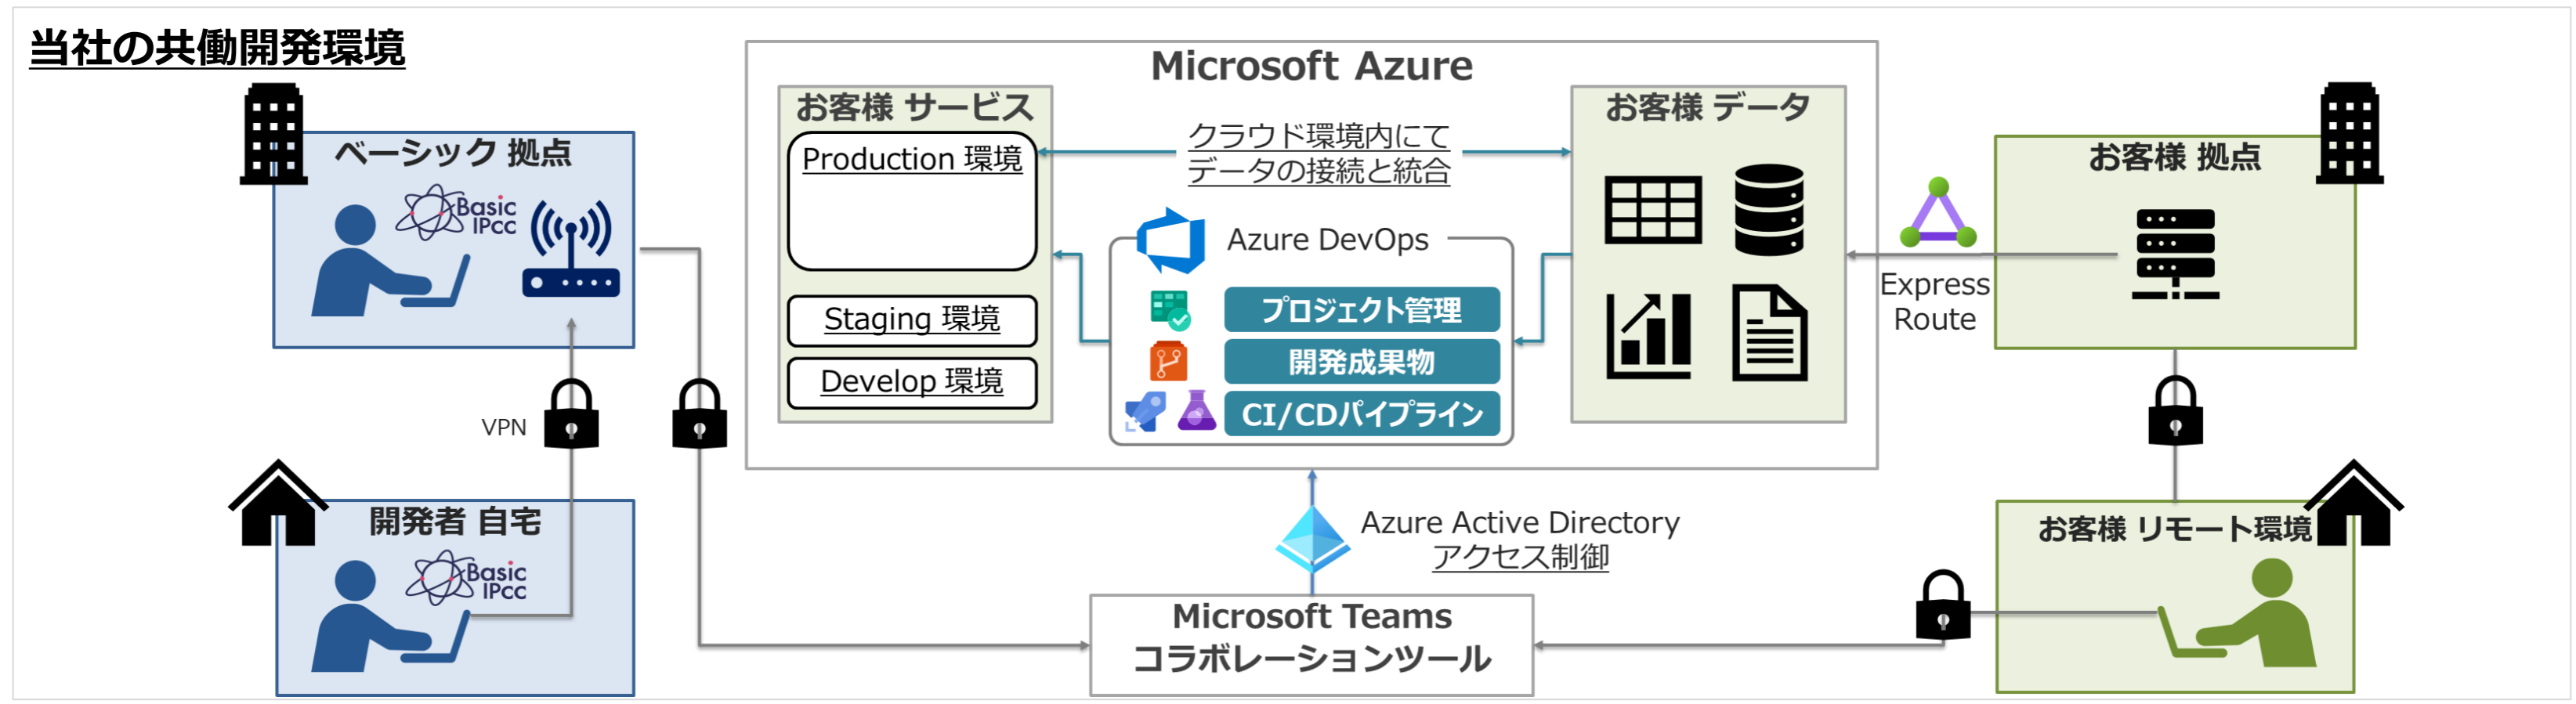 当社の共働開発環境
Microsoft Azure
お客様 サービス
Production 環境
Staging 環境
Develop 環境
クラウド環境内にて
データの接続と統合
Azure DevOps
プロジェクト管理
開発成果物
CI/CDパイプライン
お客様 データ
ベーシック 拠点
Basic
IPcc
VPN
開発者 自宅
Basic
IPcc
Express
Route
お客様 拠点
お客様 リモート環境
Azure Active Directory
アクセス制御
Microsoft Teams
コラボレーションツール